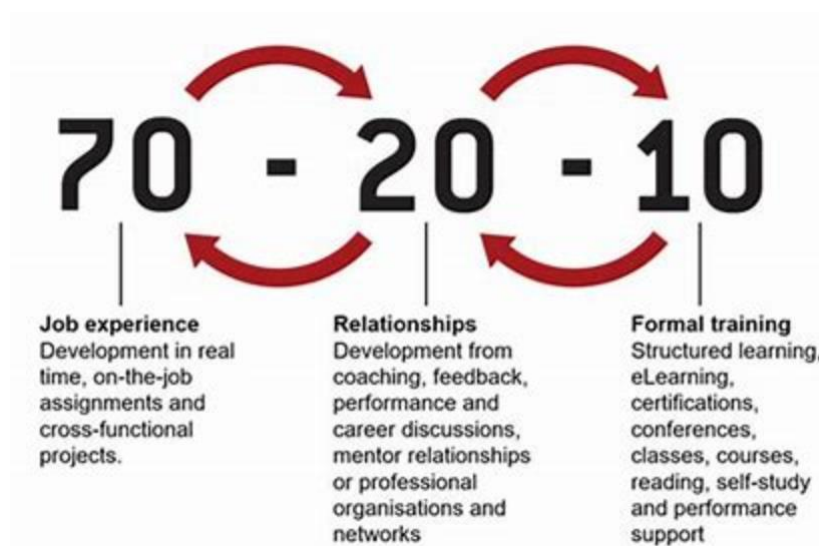 70 - 20 - 10
Job experience
Development in real
time, on-the-job
assignments and
cross-functional
projects.
Relationships
Development from
coaching, feedback,
performance and
career discussions,
mentor relationships
or professional
organisations and
networks
Formal training
Structured learning,
eLearning,
certifications,
conferences,
classes, courses,
reading, self-study
and performance
support